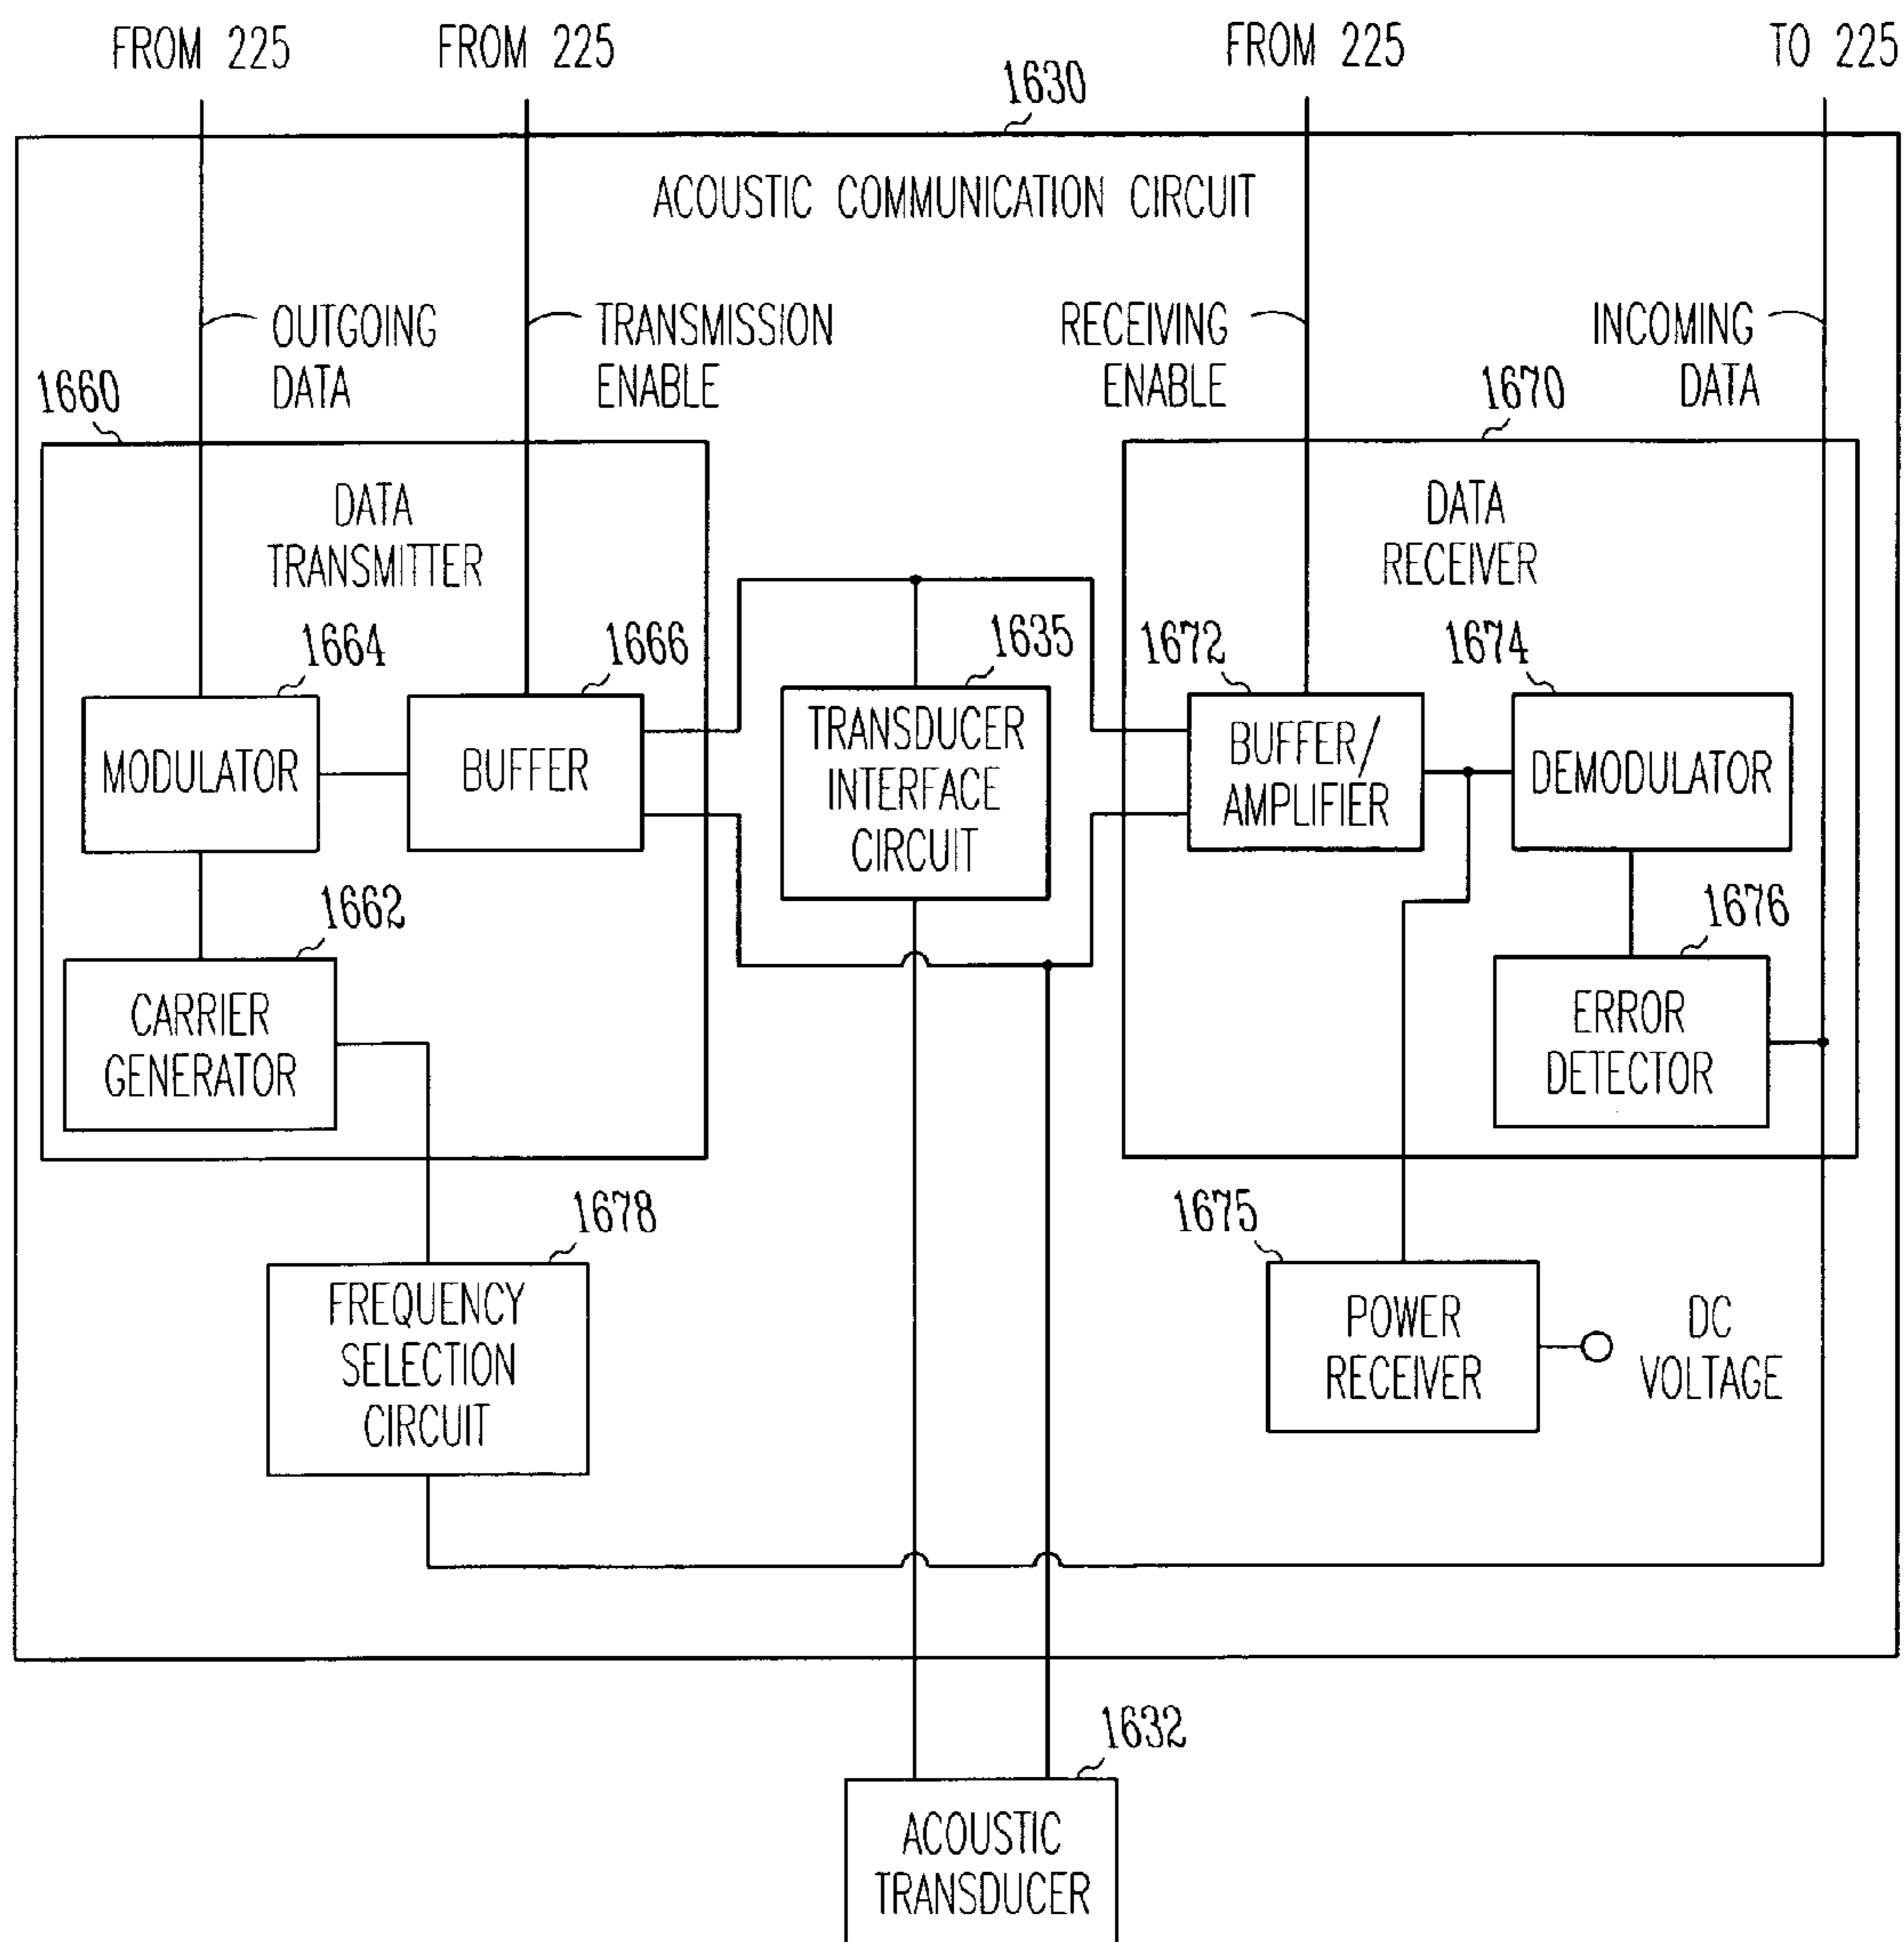 FROM 225
FROM 225
FROM 225
TO 225
1630
ACOUSTIC COMMUNICATION CIRCUIT
OUTGOING
DATA
TRANSMISSION
ENABLE
RECEIVING
ENABLE
INCOMING
DATA
1660
1670
DATA
TRANSMITTER
DATA
RECEIVER
1664
1666
1635
1672
1674
MODULATOR
BUFFER
TRANSDUCER
INTERFACE
CIRCUIT
BUFFER/
AMPLIFIER
DEMODULATOR
1662
1676
CARRIER
GENERATOR
ERROR
DETECTOR
1678
1675
FREQUENCY
SELECTION
CIRCUIT
POWER
RECEIVER
DC
VOLTAGE
1632
ACOUSTIC
TRANSDUCER